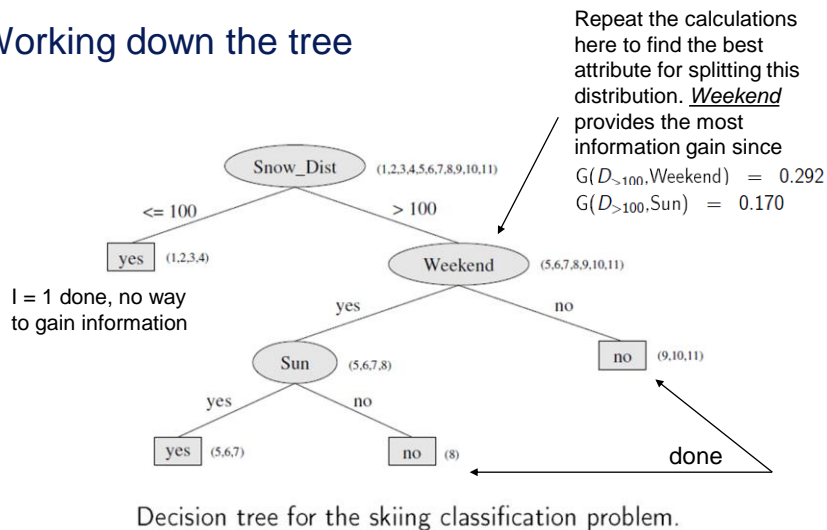 Working down the tree
Repeat the calculations
here to find the best
attribute for splitting this
distribution. Weekend
provides the most
information gain since
G(D>100,Weekend) = 0.292
G(D>100,Sun) = 0.170
Snow_Dist (1,2,3,4,5,6,7,8,9,10,11)
<= 100 > 100
yes (1,2,3,4) Weekend (5,6,7,8,9,10,11)
I = 1 done, no way
to gain information
yes no
Sun (5,6,7,8) no (9,10,11)
yes no
yes (5,6,7) no (8) done
Decision tree for the skiing classification problem.